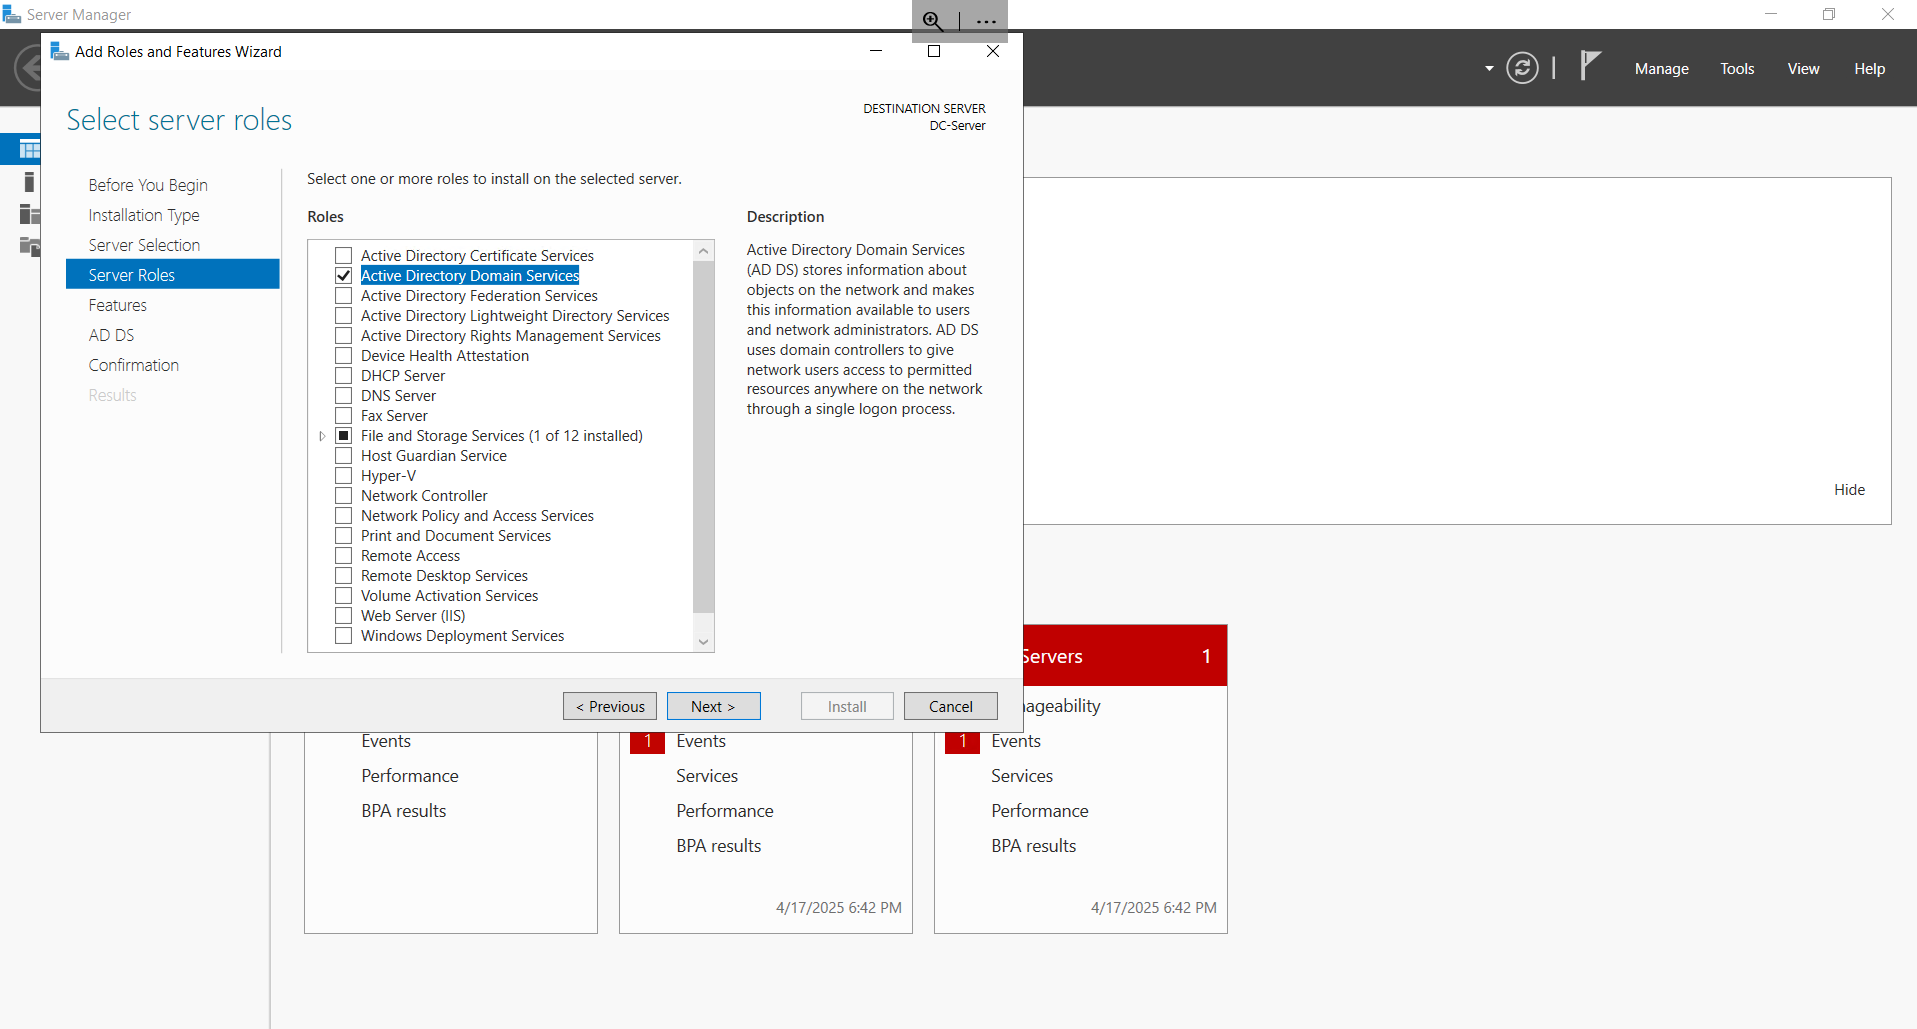 Server Manager
Add Roles and Features Wizard
Manage
Tools
View
Help
Select server roles
DESTINATION SERVER
DC-Server
Before You Begin
Installation Type
Server Selection
Server Roles
Features
AD DS
Confirmation
Results
Select one or more roles to install on the selected server.
Roles
Active Directory Certificate Services
Active Directory Domain Services
Active Directory Federation Services
Active Directory Lightweight Directory Services
Active Directory Rights Management Services
Device Health Attestation
DHCP Server
DNS Server
Fax Server
File and Storage Services (1 of 12 installed)
Host Guardian Service
Hyper-V
Network Controller
Network Policy and Access Services
Print and Document Services
Remote Access
Remote Desktop Services
Volume Activation Services
Web Server (IIS)
Windows Deployment Services
Description
Active Directory Domain Services
(AD DS) stores information about
objects on the network and makes
this information available to users
and network administrators. AD DS
uses domain controllers to give
network users access to permitted
resources anywhere on the network
through a single logon process.
< Previous
Next >
Install
Cancel
Hide
Servers
1
nageability
Events
Performance
BPA results
1
Events
Services
Performance
BPA results
4/17/2025 6:42 PM
1
Events
Services
Performance
BPA results
4/17/2025 6:42 PM